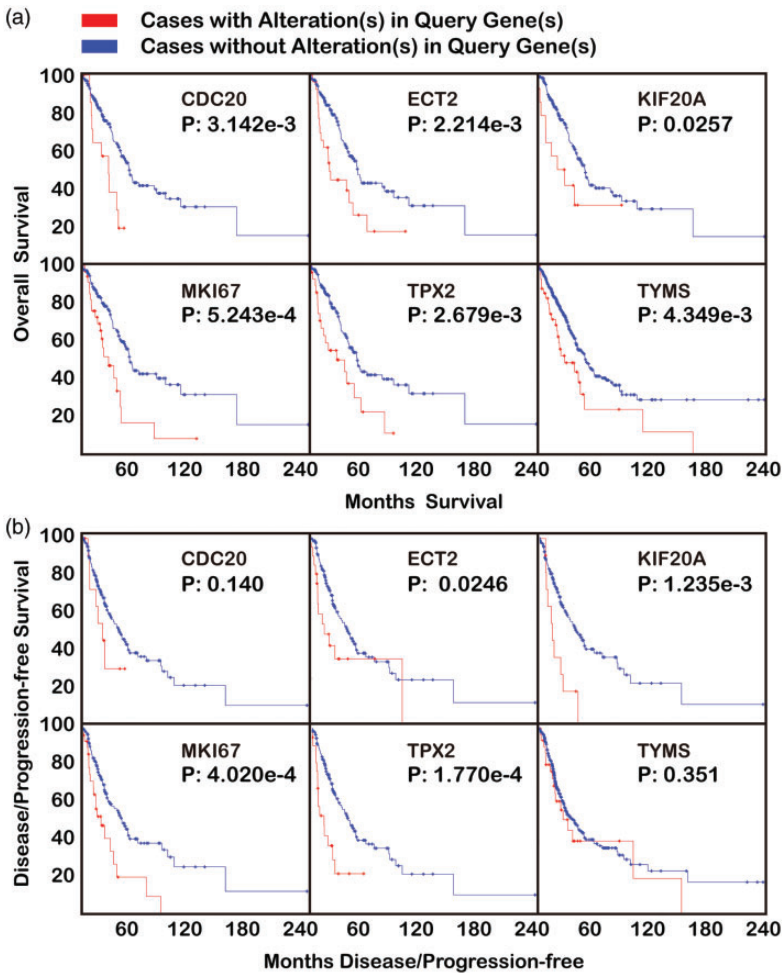 (a)
Cases with Alteration(s) in Query Gene(s)
Cases without Alteration(s) in Query Gene(s)
100
80
60
40
20
CDC20
P: 3.142e-3
ECT2
P: 2.214e-3
KIF20A
P: 0.0257
100
80
60
40
20
MKI67
P: 5.243e-4
TPX2
P: 2.679e-3
TYMS
P: 4.349e-3
Overall Survival
60 120 180 240 60 120 180 240 60 120 180 240
Months Survival
(b)
100
80
60
40
20
CDC20
P: 0.140
ECT2
P: 0.0246
KIF20A
P: 1.235e-3
100
80
60
40
20
MKI67
P: 4.020e-4
TPX2
P: 1.770e-4
TYMS
P: 0.351
Disease/Progression-free Survival
60 120 180 240 60 120 180 240 60 120 180 240
Months Disease/Progression-free